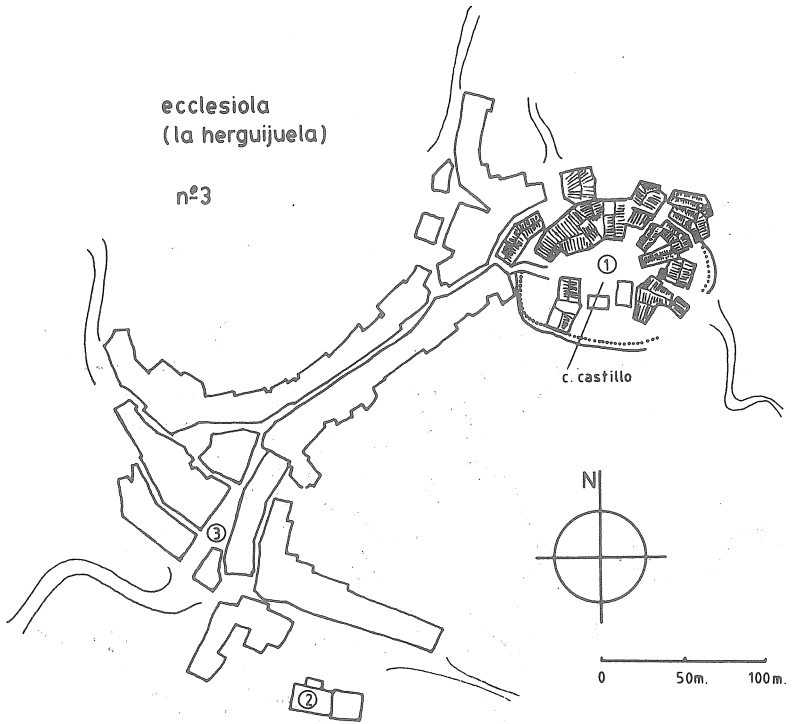 ecclesiola
(la herguijuela)
nº3
1
c. castillo
N
3
2
0 50m. 100m.